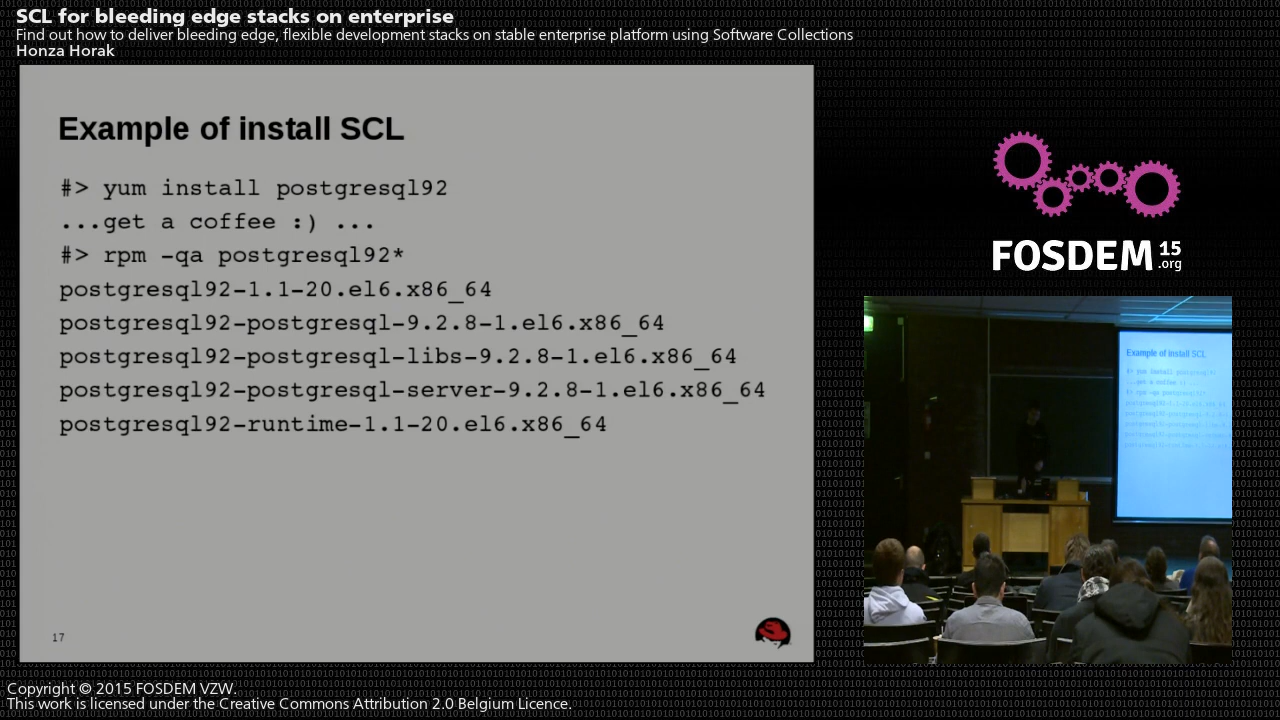 SCL for bleeding edge stacks on enterprise
Find out how to deliver bleeding edge, flexible development stacks on stable enterprise platform using Software Collections
Honza Horak
Example of install SCL
#> yum install postgresql92
...get a coffee :) ...
#> rpm -qa postgresql92*
postgresql92-1.1-20.el6.x86_64
postgresql92-postgresql-9.2.8-1.el6.x86_64
postgresql92-postgresql-libs-9.2.8-1.el6.x86_64
postgresql92-postgresql-server-9.2.8-1.el6.x86_64
postgresql92-runtime-1.1-20.el6.x86_64
17
FOSDEM 15
.org
Example of install SCL
Copyright © 2015 FOSDEM VZW.
This work is licensed under the Creative Commons Attribution 2.0 Belgium Licence.